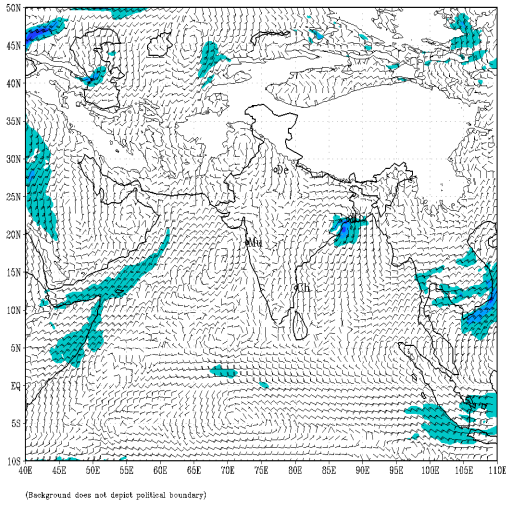 50N
45N
40N
35N
30N
De
25N
20N
Mu
15N
Ch
10N
5N
EQ
5S
10S
40E 45E 50E 55E 60E 65E 70E 75E 80E 85E 90E 95E 100E 105E 110E
(Background does not depict political boundary)